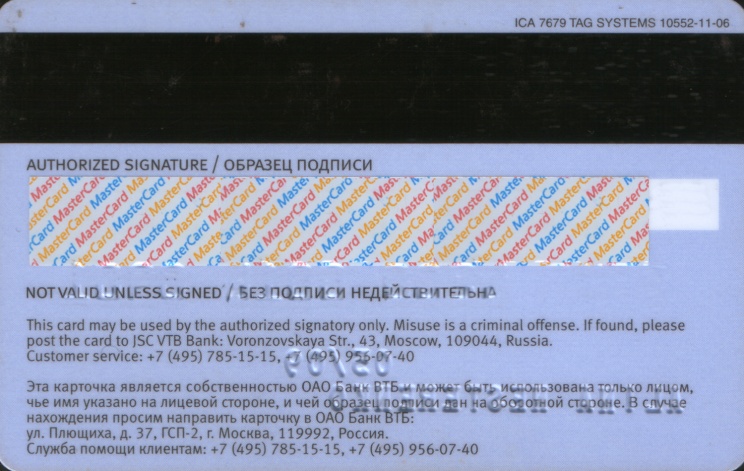 ICA 7679 TAG SYSTEMS 10552-11-06
AUTHORIZED SIGNATURE / ОБРАЗЕЦ ПОДПИСИ
MasterCard MasterCard MasterCard MasterCard
NOT VALID UNLESS SIGNED / БЕЗ ПОДПИСИ НЕДЕЙСТВИТЕЛЬНА
This card may be used by the authorized signatory only. Misuse is a criminal offense. If found, please
post the card to JSC VTB Bank: Voronzovskaya Str., 43, Moscow, 109044, Russia.
Customer service: +7 (495) 785-15-15, +7 (495) 956-07-40
Эта карточка является собственностью ОАО Банк ВТБ и может быть использована только лицом,
чье имя указано на лицевой стороне, и чей образец подписи дан на оборотной стороне. В случае
нахождения просим направить карточку в ОАО Банк ВТБ:
ул. Плющиха, д. 37, ГСП-2, г. Москва, 119992, Россия.
Служба помощи клиентам: +7 (495) 785-15-15, +7 (495) 956-07-40